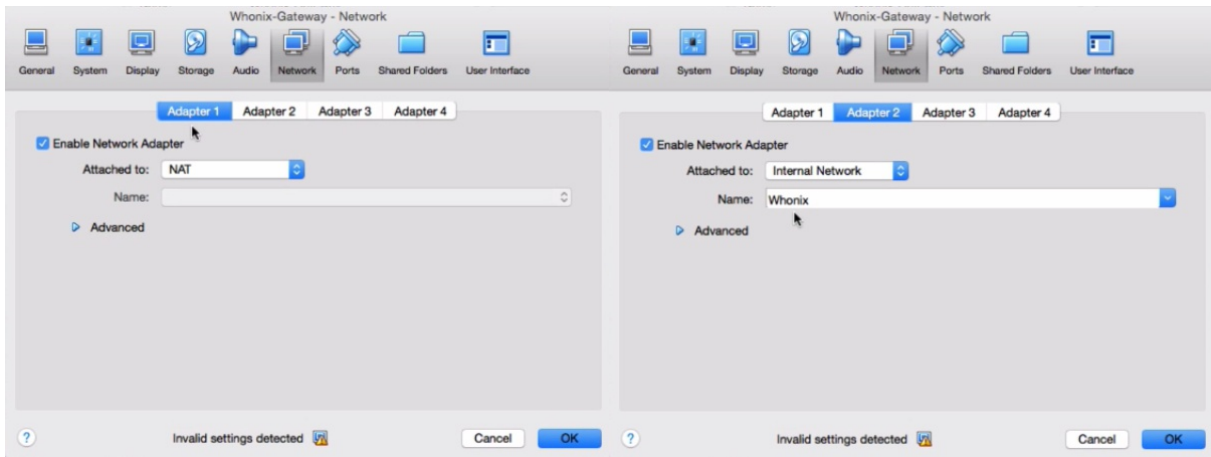 Whonix-Gateway - Network
General System Display Storage Audio Network Ports Shared Folders User Interface
Adapter 1 Adapter 2 Adapter 3 Adapter 4
Enable Network Adapter
Attached to: NAT
Name:
Advanced
? Invalid settings detected Cancel OK
Whonix-Gateway - Network
General System Display Storage Audio Network Ports Shared Folders User Interface
Adapter 1 Adapter 2 Adapter 3 Adapter 4
Enable Network Adapter
Attached to: Internal Network
Name: Whonix
Advanced
? Invalid settings detected Cancel OK